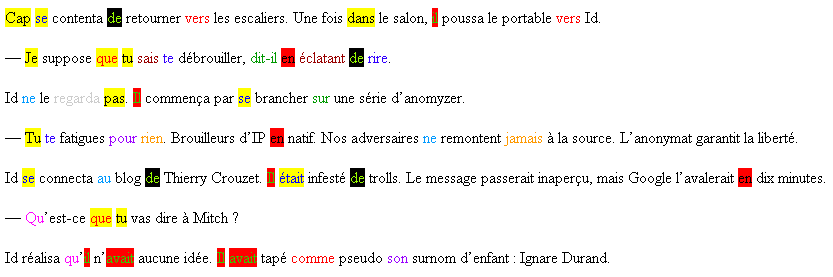 Cap se contenta de retourner vers les escaliers. Une fois dans le salon, il poussa le portable vers Id.
— Je suppose que tu sais te débrouiller, dit-il en éclatant de rire.
Id ne le regarda pas. Il commença par se brancher sur une série d'anomyzer.
— Tu te fatigues pour rien. Brouilleurs d'IP en natif. Nos adversaires ne remontent jamais à la source. L'anonymat garantit la liberté.
Id se connecta au blog de Thierry Crouzet. Il était infesté de trolls. Le message passerait inaperçu, mais Google l'avalerait en dix minutes.
— Qu'est-ce que tu vas dire à Mitch ?
Id réalisa qu'il n'avait aucune idée. Il avait tapé comme pseudo son surnom d'enfant : Ignare Durand.